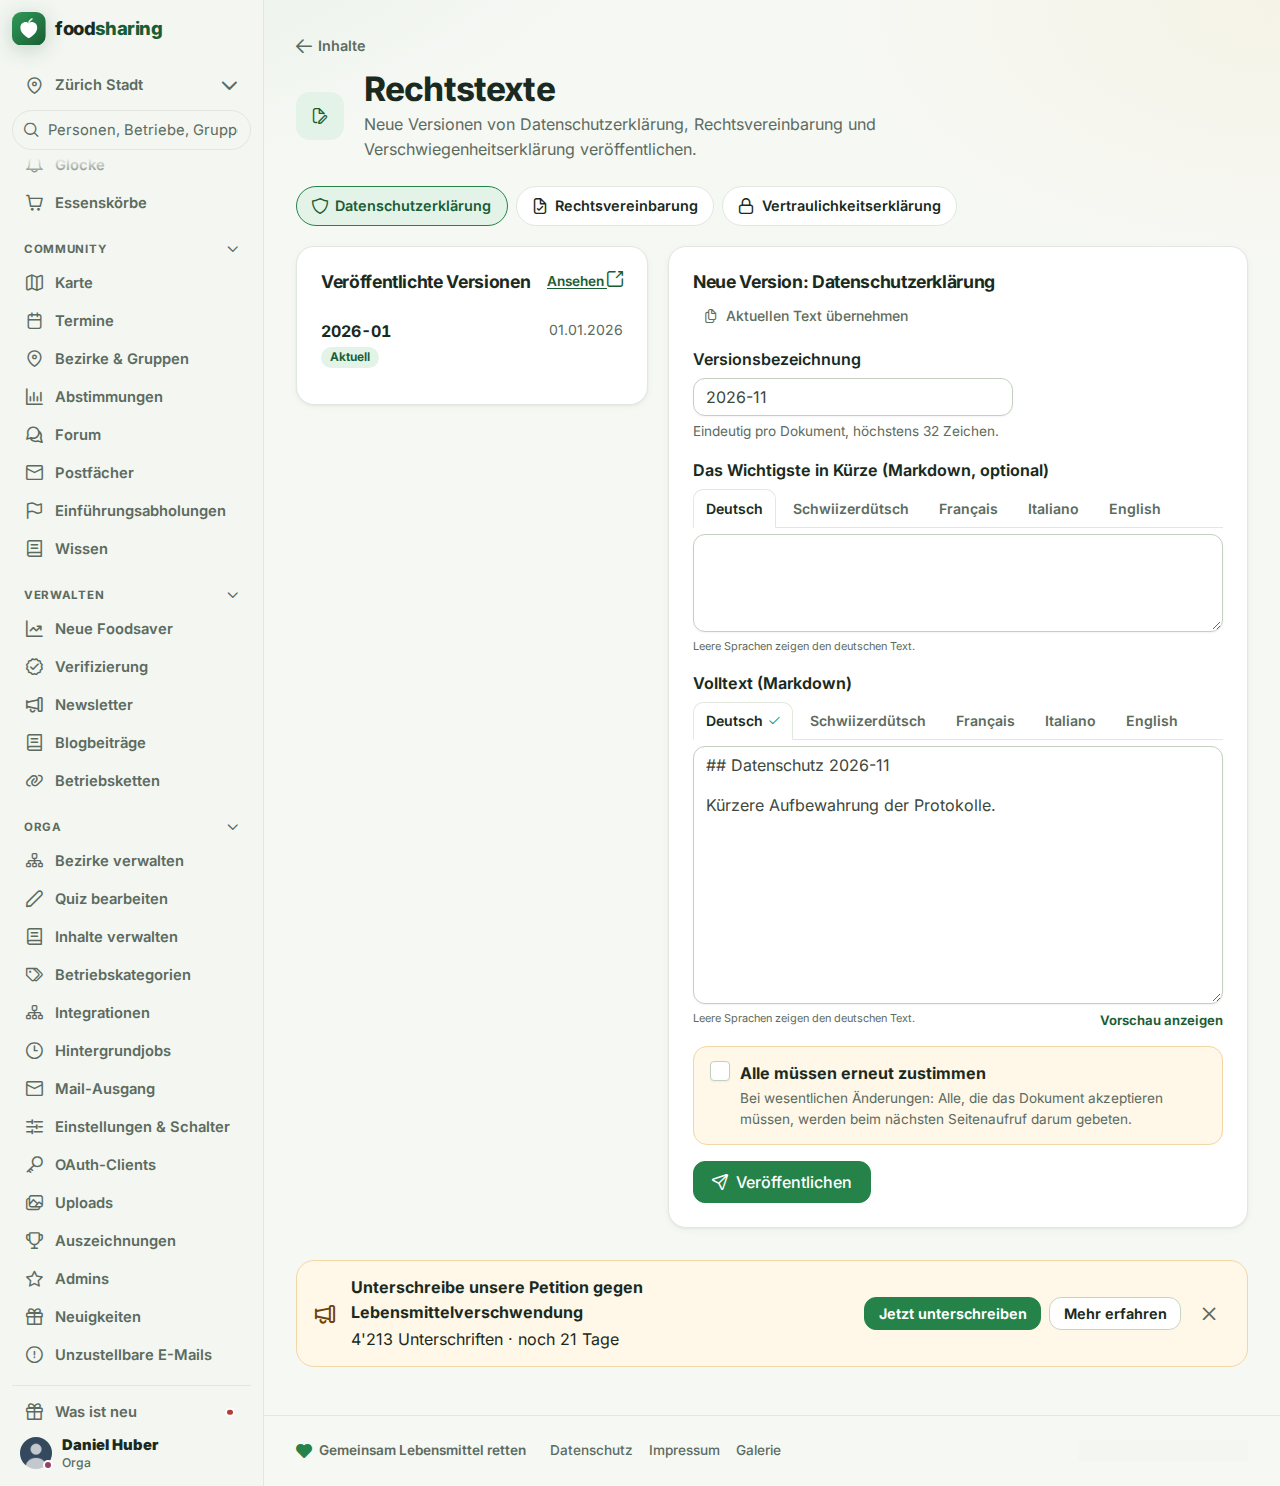 foodsharing
Zürich Stadt
Personen, Betriebe, Grupp
Glocke
Essenskörbe
COMMUNITY
Karte
Termine
Bezirke & Gruppen
Abstimmungen
Forum
Postfächer
Einführungsabholungen
Wissen
VERWALTEN
Neue Foodsaver
Verifizierung
Newsletter
Blogbeiträge
Betriebsketten
ORGA
Bezirke verwalten
Quiz bearbeiten
Inhalte verwalten
Betriebskategorien
Integrationen
Hintergrundjobs
Mail-Ausgang
Einstellungen & Schalter
OAuth-Clients
Uploads
Auszeichnungen
Admins
Neuigkeiten
Unzustellbare E-Mails
Was ist neu
Daniel Huber
Orga
Inhalte
Rechtstexte
Neue Versionen von Datenschutzerklärung, Rechtsvereinbarung und
Verschwiegenheitserklärung veröffentlichen.
Datenschutzerklärung
Rechtsvereinbarung
Vertraulichkeitserklärung
Veröffentlichte Versionen
Ansehen
2026-01
01.01.2026
Aktuell
Neue Version: Datenschutzerklärung
Aktuellen Text übernehmen
Versionsbezeichnung
2026-11
Eindeutig pro Dokument, höchstens 32 Zeichen.
Das Wichtigste in Kürze (Markdown, optional)
Deutsch Schwiizerdütsch Français Italiano English
Leere Sprachen zeigen den deutschen Text.
Volltext (Markdown)
Deutsch Schwiizerdütsch Français Italiano English
## Datenschutz 2026-11
Kürzere Aufbewahrung der Protokolle.
Leere Sprachen zeigen den deutschen Text.
Vorschau anzeigen
Alle müssen erneut zustimmen
Bei wesentlichen Änderungen: Alle, die das Dokument akzeptieren
müssen, werden beim nächsten Seitenaufruf darum gebeten.
Veröffentlichen
Unterschreibe unsere Petition gegen
Lebensmittelverschwendung
4'213 Unterschriften · noch 21 Tage
Jetzt unterschreiben
Mehr erfahren
Gemeinsam Lebensmittel retten
Datenschutz
Impressum
Galerie